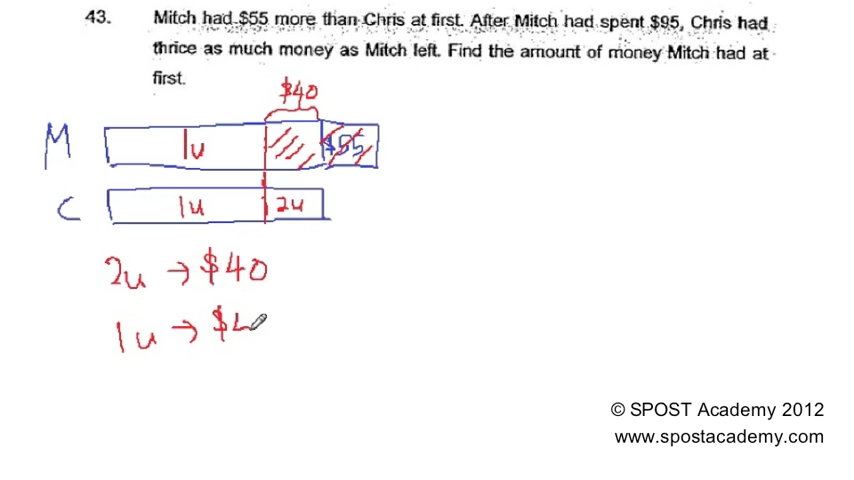 43. Mitch had $55 more than Chris at first. After Mitch had spent $95, Chris had
thrice as much money as Mitch left. Find the amount of money Mitch had at
first.
$40
M 1u $55
C 1u 2u
2u → $40
1u → $4
© SPOST Academy 2012
www.spostacademy.com